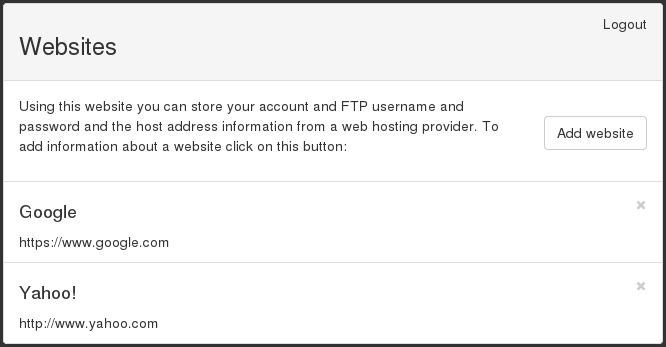 Logout
Websites
Using this website you can store your account and FTP username and
password and the host address information from a web hosting provider. To
add information about a website click on this button:
Add website
Google
https://www.google.com
Yahoo!
http://www.yahoo.com